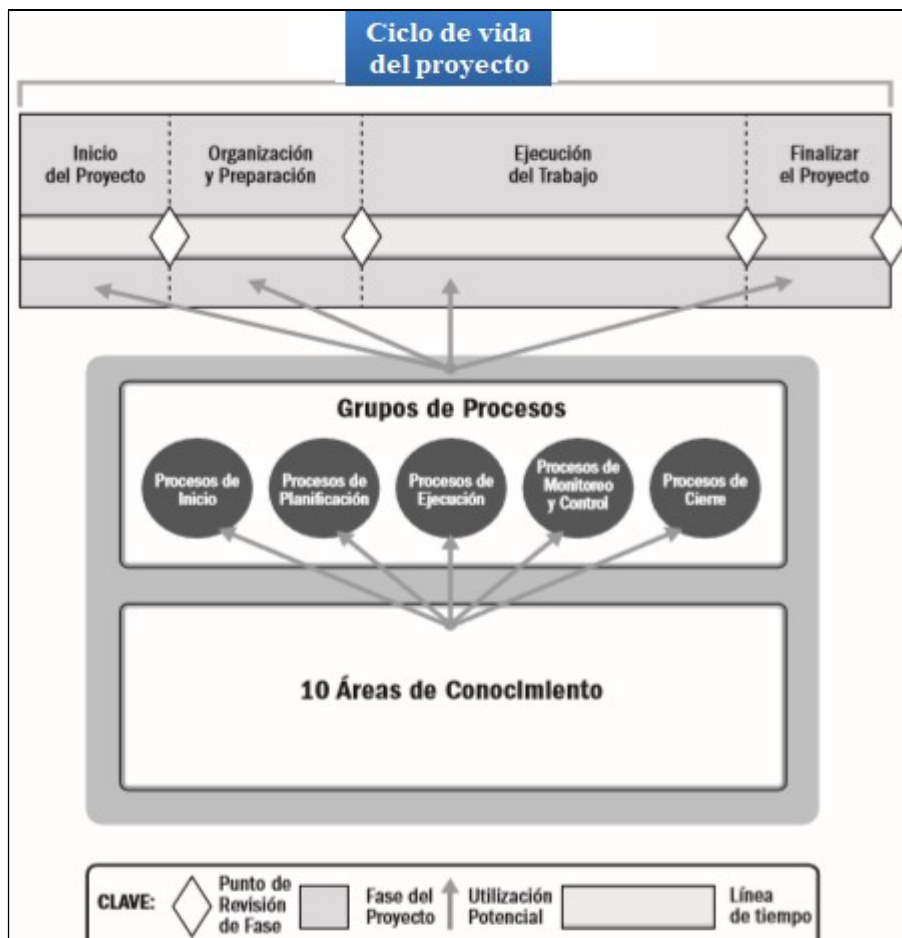 Ciclo de vida
del proyecto
Inicio
del Proyecto
Organización
y Preparación
Ejecución
del Trabajo
Finalizar
el Proyecto
Grupos de Procesos
Procesos de
Inicio
Procesos de
Planificación
Procesos de
Ejecución
Procesos de
Monitoreo
y Control
Procesos de
Cierre
10 Áreas de Conocimiento
CLAVE:
Punto de
Revisión
de Fase
Fase del
Proyecto
Utilización
Potencial
Línea
de tiempo